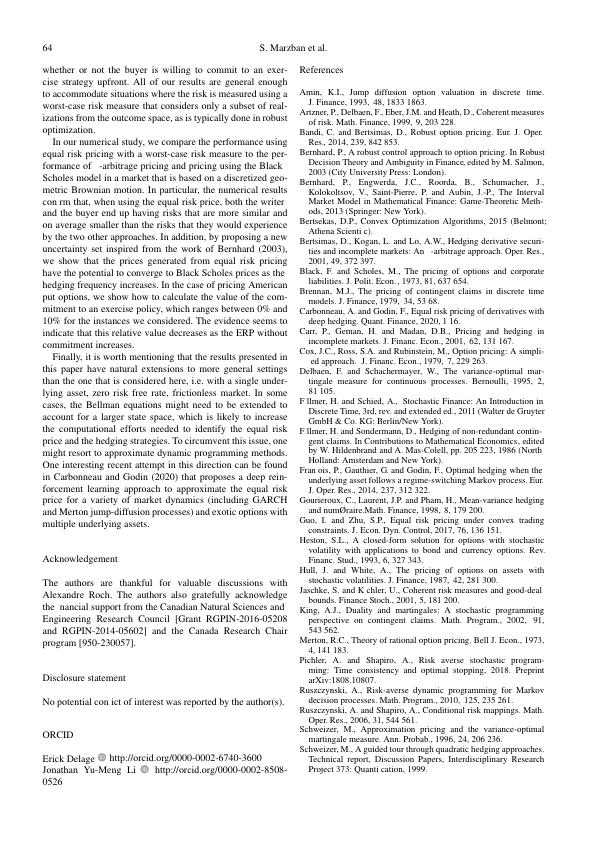 64
S. Marzban et al.
whether or not the buyer is willing to commit to an exer-
cise strategy upfront. All of our results are general enough
to accommodate situations where the risk is measured using a
worst-case risk measure that considers only a subset of real-
izations from the outcome space, as is typically done in robust
optimization.
In our numerical study, we compare the performance using
equal risk pricing with a worst-case risk measure to the per-
formance of -arbitrage pricing and pricing using the Black
Scholes model in a market that is based on a discretized geo-
metric Brownian motion. In particular, the numerical results
con rm that, when using the equal risk price, both the writer
and the buyer end up having risks that are more similar and
on average smaller than the risks that they would experience
by the two other approaches. In addition, by proposing a new
uncertainty set inspired from the work of Bernhard (2003),
we show that the prices generated from equal risk pricing
have the potential to converge to Black Scholes prices as the
hedging frequency increases. In the case of pricing American
put options, we show how to calculate the value of the com-
mitment to an exercise policy, which ranges between 0% and
10% for the instances we considered. The evidence seems to
indicate that this relative value decreases as the ERP without
commitment increases.
Finally, it is worth mentioning that the results presented in
this paper have natural extensions to more general settings
than the one that is considered here, i.e. with a single under-
lying asset, zero risk free rate, frictionless market. In some
cases, the Bellman equations might need to be extended to
account for a larger state space, which is likely to increase
the computational efforts needed to identify the equal risk
price and the hedging strategies. To circumvent this issue, one
might resort to approximate dynamic programming methods.
One interesting recent attempt in this direction can be found
in Carbonneau and Godin (2020) that proposes a deep rein-
forcement learning approach to approximate the equal risk
price for a variety of market dynamics (including GARCH
and Merton jump-diffusion processes) and exotic options with
multiple underlying assets.
Acknowledgement
The authors are thankful for valuable discussions with
Alexandre Roch. The authors also gratefully acknowledge
the nancial support from the Canadian Natural Sciences and
Engineering Research Council [Grant RGPIN-2016-05208
and RGPIN-2014-05602] and the Canada Research Chair
program [950-230057].
Disclosure statement
No potential con ict of interest was reported by the author(s).
ORCID
Erick Delage iD http://orcid.org/0000-0002-6740-3600
Jonathan Yu-Meng Li iD http://orcid.org/0000-0002-8508-
0526
References
Amin, K.I., Jump diffusion option valuation in discrete time.
J. Finance, 1993, 48, 1833 1863.
Artzner, P., Delbaen, F., Eber, J.M. and Heath, D., Coherent measures
of risk. Math. Finance, 1999, 9, 203 228.
Bandi, C. and Bertsimas, D., Robust option pricing. Eur. J. Oper.
Res., 2014, 239, 842 853.
Bernhard, P., A robust control approach to option pricing. In Robust
Decision Theory and Ambiguity in Finance, edited by M. Salmon,
2003 (City University Press: London).
Bernhard, P., Engwerda, J.C., Roorda, B., Schumacher, J.,
Kolokoltsov, V., Saint-Pierre, P. and Aubin, J.-P., The Interval
Market Model in Mathematical Finance: Game-Theoretic Meth-
ods, 2013 (Springer: New York).
Bertsekas, D.P., Convex Optimization Algorithms, 2015 (Belmont;
Athena Scienti c).
Bertsimas, D., Kogan, L. and Lo, A.W., Hedging derivative securi-
ties and incomplete markets: An -arbitrage approach. Oper. Res.,
2001, 49, 372 397.
Black, F. and Scholes, M., The pricing of options and corporate
liabilities. J. Polit. Econ., 1973, 81, 637 654.
Brennan, M.J., The pricing of contingent claims in discrete time
models. J. Finance, 1979, 34, 53 68.
Carbonneau, A. and Godin, F., Equal risk pricing of derivatives with
deep hedging. Quant. Finance, 2020, 1 16.
Carr, P., Geman, H. and Madan, D.B., Pricing and hedging in
incomplete markets. J. Financ. Econ., 2001, 62, 131 167.
Cox, J.C., Ross, S.A. and Rubinstein, M., Option pricing: A simpli-
ed approach. J. Financ. Econ., 1979, 7, 229 263.
Delbaen, F. and Schachermayer, W., The variance-optimal mar-
tingale measure for continuous processes. Bernoulli, 1995, 2,
81 105.
F llmer, H. and Schied, A., Stochastic Finance: An Introduction in
Discrete Time, 3rd, rev. and extended ed., 2011 (Walter de Gruyter
GmbH & Co. KG: Berlin/New York).
F llmer, H. and Sondermann, D., Hedging of non-redundant contin-
gent claims. In Contributions to Mathematical Economics, edited
by W. Hildenbrand and A. Mas-Colell, pp. 205 223, 1986 (North
Holland: Amsterdam and New York).
Fran ois, P., Gauthier, G. and Godin, F., Optimal hedging when the
underlying asset follows a regime-switching Markov process. Eur.
J. Oper. Res., 2014, 237, 312 322.
Gourieroux, C., Laurent, J.P. and Pham, H., Mean-variance hedging
and numØraire.Math. Finance, 1998, 8, 179 200.
Guo, I. and Zhu, S.P., Equal risk pricing under convex trading
constraints. J. Econ. Dyn. Control, 2017, 76, 136 151.
Heston, S.L., A closed-form solution for options with stochastic
volatility with applications to bond and currency options. Rev.
Financ. Stud., 1993, 6, 327 343.
Hull, J. and White, A., The pricing of options on assets with
stochastic volatilities. J. Finance, 1987, 42, 281 300.
Jaschke, S. and K chler, U., Coherent risk measures and good-deal
bounds. Finance Stoch., 2001, 5, 181 200.
King, A.J., Duality and martingales: A stochastic programming
perspective on contingent claims. Math. Program., 2002, 91,
543 562.
Merton, R.C., Theory of rational option pricing. Bell J. Econ., 1973,
4, 141 183.
Pichler, A. and Shapiro, A., Risk averse stochastic program-
ming: Time consistency and optimal stopping, 2018. Preprint
arXiv:1808.10807.
Ruszczynski, A., Risk-averse dynamic programming for Markov
decision processes. Math. Program., 2010, 125, 235 261.
Ruszczynski, A. and Shapiro, A., Conditional risk mappings. Math.
Oper. Res., 2006, 31, 544 561.
Schweizer, M., Approximation pricing and the variance-optimal
martingale measure. Ann. Probab., 1996, 24, 206 236.
Schweizer, M., A guided tour through quadratic hedging approaches.
Technical report, Discussion Papers, Interdisciplinary Research
Project 373: Quanti cation, 1999.